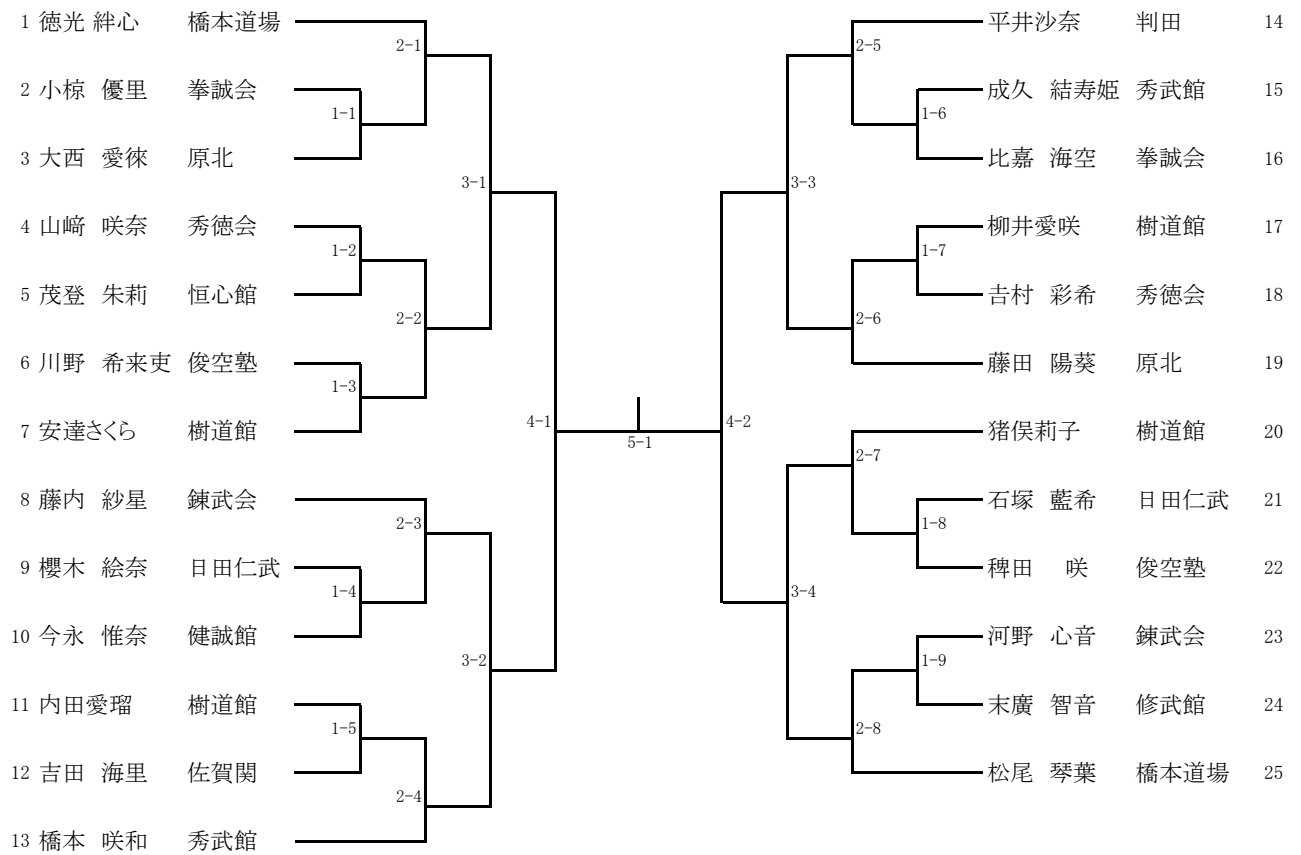 1 徳光 絆心 橋本道場
2 小椋 優里 拳誠会
3 大西 愛徠 原北
4 山﨑 咲奈 秀徳会
5 茂登 朱莉 恒心館
6 川野 希来吏 俊空塾
7 安達さくら 樹道館
8 藤内 紗星 錬武会
9 櫻木 絵奈 日田仁武
10 今永 惟奈 健誠館
11 内田愛瑠 樹道館
12 吉田 海里 佐賀関
13 橋本 咲和 秀武館
2-1
1-1
3-1
1-2
2-2
1-3
4-1
2-3
1-4
3-2
1-5
2-4
5-1
2-5
1-6
3-3
1-7
2-6
4-2
2-7
1-8
3-4
1-9
2-8
平井沙奈 判田 14
成久 結寿姫 秀武館 15
比嘉 海空 拳誠会 16
柳井愛咲 樹道館 17
𠮷村 彩希 秀徳会 18
藤田 陽葵 原北 19
猪俣莉子 樹道館 20
石塚 藍希 日田仁武 21
稗田 咲 俊空塾 22
河野 心音 錬武会 23
末廣 智音 修武館 24
松尾 琴葉 橋本道場 25